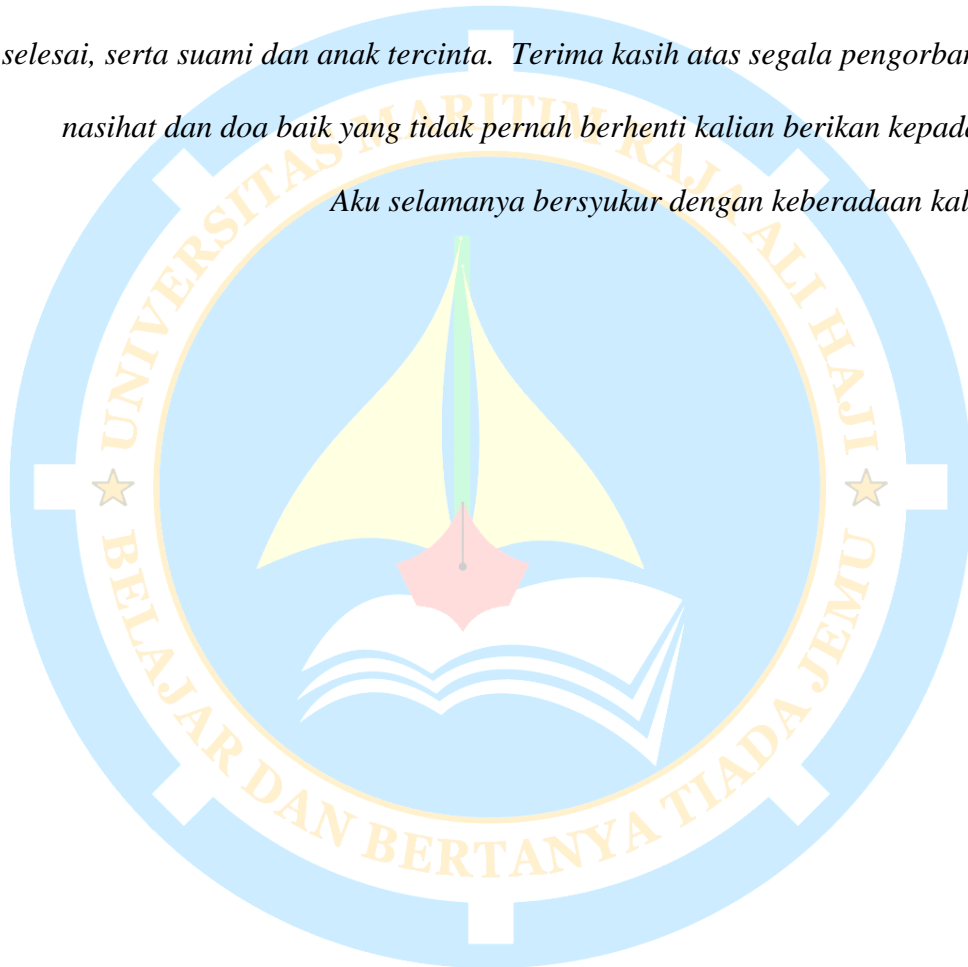 selesai, serta suami dan anak tercinta. Terima kasih atas segala pengorban
nasihat dan doa baik yang tidak pernah berhenti kalian berikan kepada
Aku selamanya bersyukur dengan keberadaan kal
UNIVERSITAS MARITIM RAJA ALI HAJI
BELAJAR DAN BERTANYA TIADA JEMU